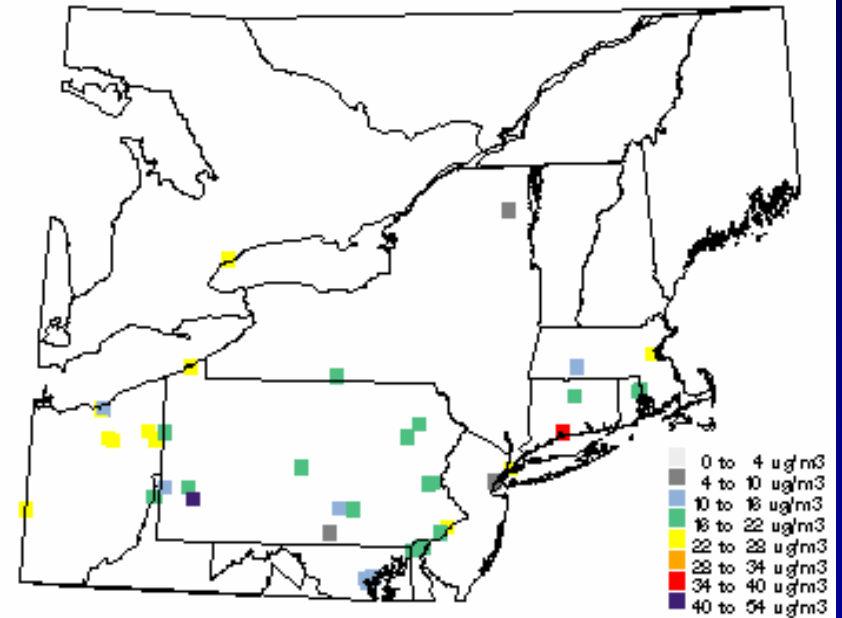 0 to 4 ug/m3
4 to 10 ug/m3
10 to 16 ug/m3
16 to 22 ug/m3
22 to 28 ug/m3
28 to 34 ug/m3
34 to 40 ug/m3
40 to 54 ug/m3